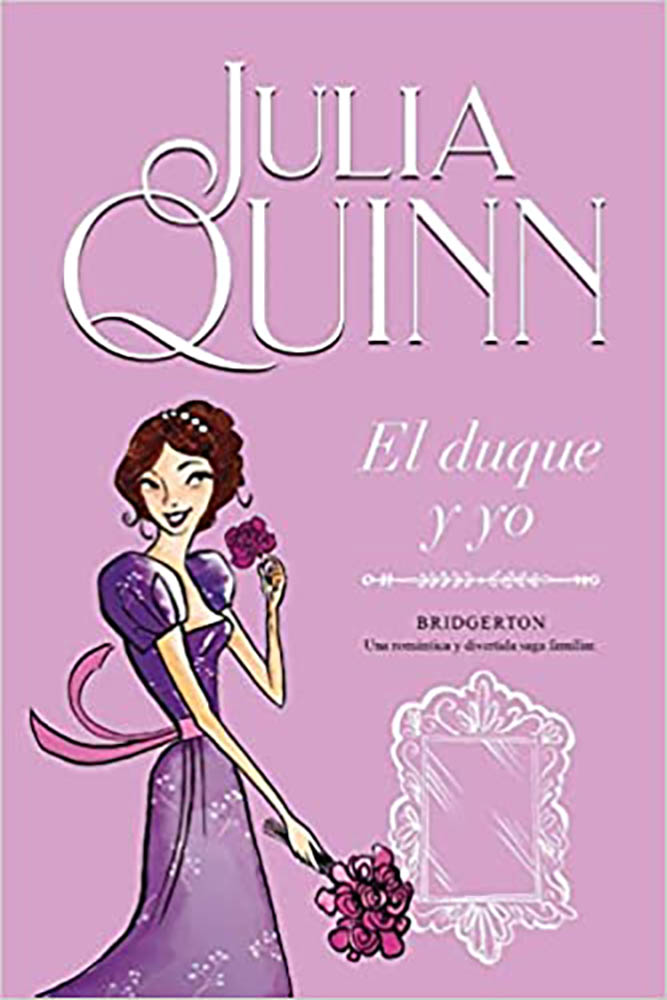 JULIA
QUINN
El duque
y yo
BRIDGERTON
Una romántica y divertida saga familiar